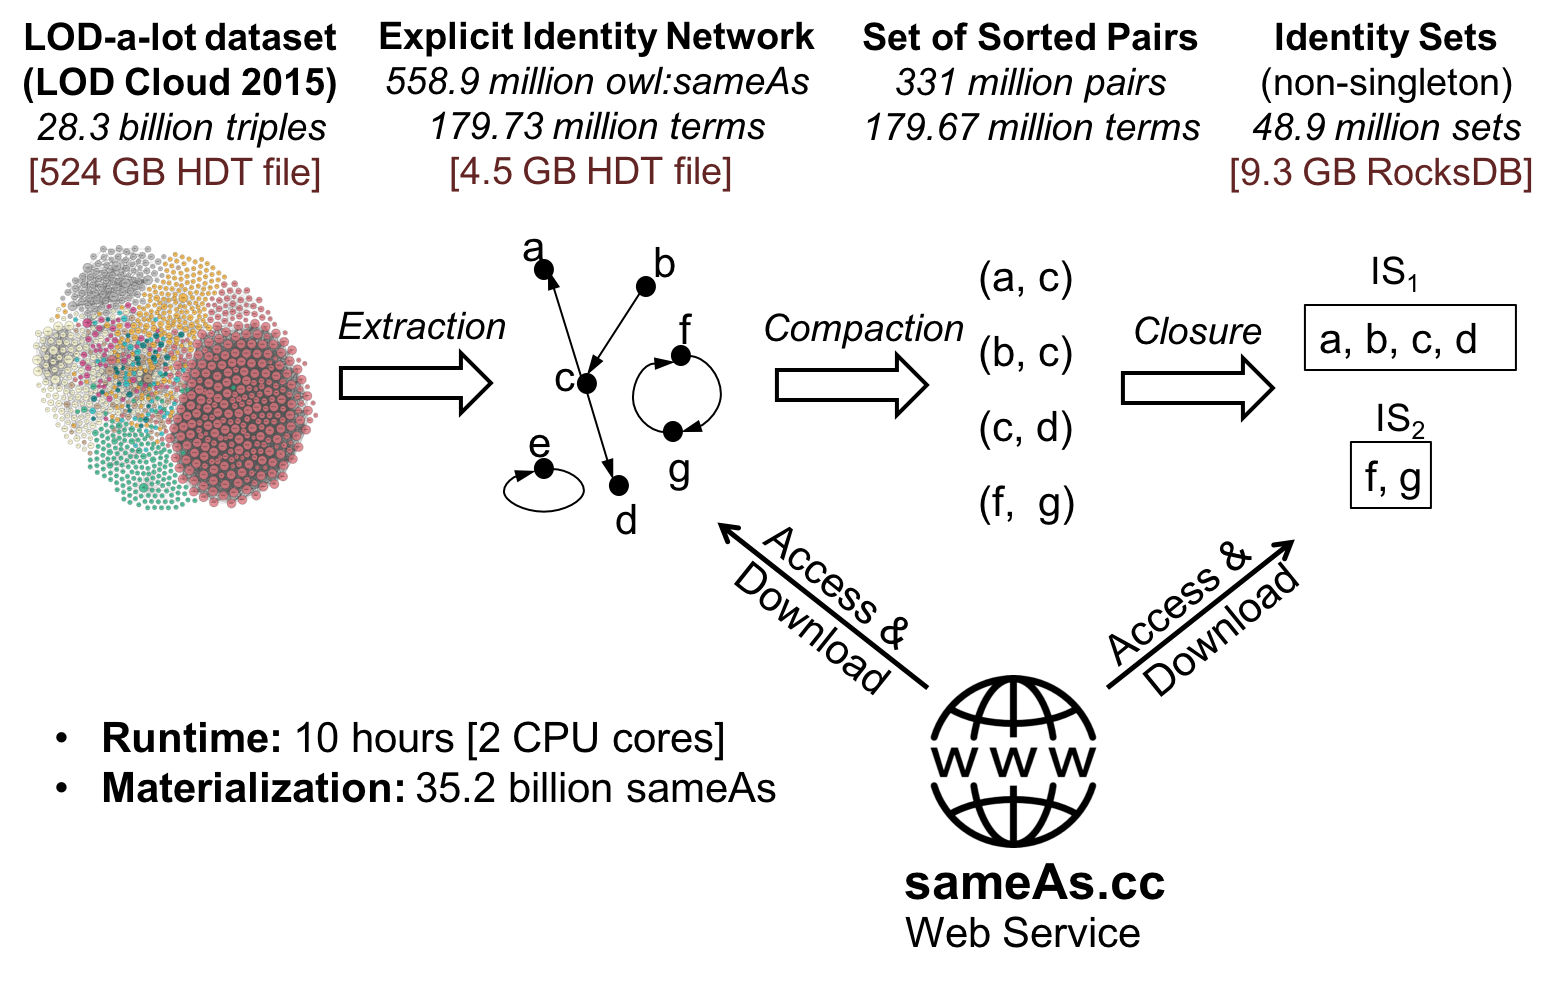 LOD-a-lot dataset
(LOD Cloud 2015)
28.3 billion triples
[524 GB HDT file]
Explicit Identity Network
558.9 million owl:sameAs
179.73 million terms
[4.5 GB HDT file]
Set of Sorted Pairs
331 million pairs
179.67 million terms
Identity Sets
(non-singleton)
48.9 million sets
[9.3 GB RocksDB]
Extraction
a
b
c
f
g
e
d
Compaction
(a, c)
(b, c)
(c, d)
(f, g)
Closure
IS1
a, b, c, d
IS2
f, g
Access &
Download
Access &
Download
• Runtime: 10 hours [2 CPU cores]
• Materialization: 35.2 billion sameAs
W W W
sameAs.cc
Web Service